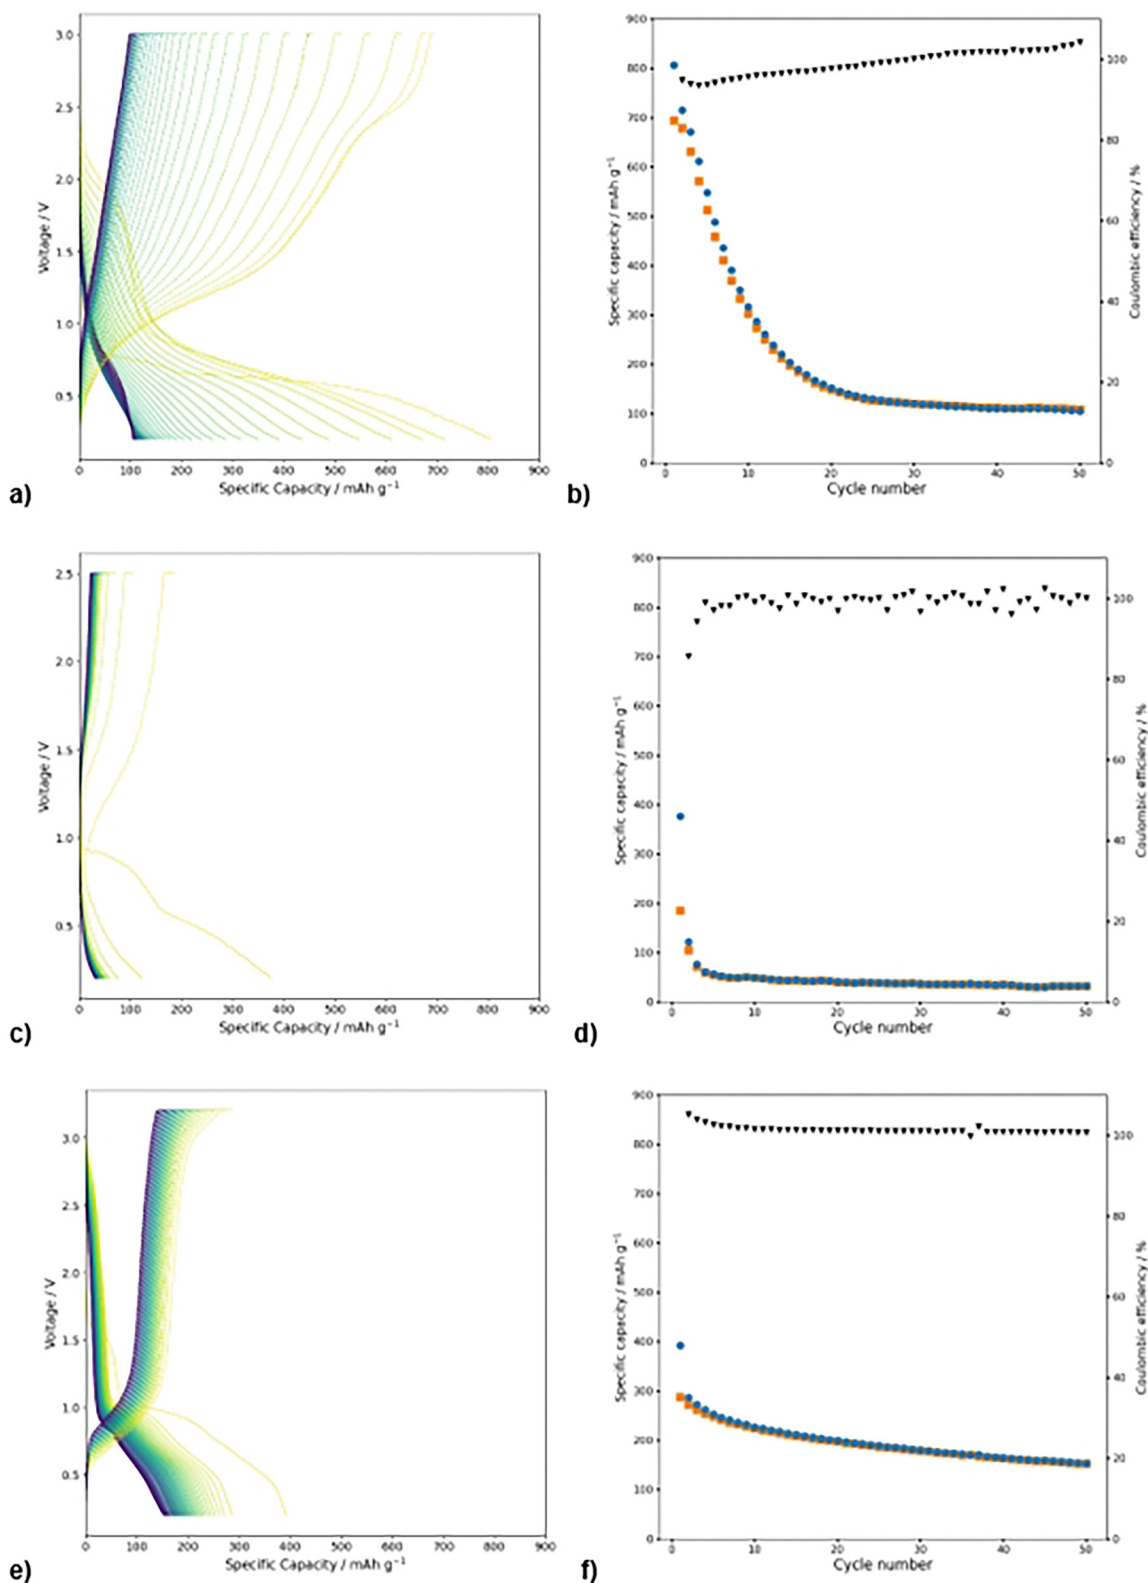 3.0
2.5
2.0
1.5
1.0
0.5
Voltage / V
0 100 200 300 400 500 600 700 800 900
Specific Capacity / mAh g⁻¹
a)
900
800
700
600
500
400
300
200
100
0
Specific capacity / mAh g⁻¹
100
80
60
40
20
0
Coulombic efficiency / %
0 10 20 30 40 50
Cycle number
b)
2.5
2.0
1.5
1.0
0.5
Voltage / V
0 100 200 300 400 500 600 700 800 900
Specific Capacity / mAh g⁻¹
c)
900
800
700
600
500
400
300
200
100
0
Specific capacity / mAh g⁻¹
100
80
60
40
20
0
Coulombic efficiency / %
0 10 20 30 40 50
Cycle number
d)
3.0
2.5
2.0
1.5
1.0
0.5
Voltage / V
0 100 200 300 400 500 600 700 800 900
Specific Capacity / mAh g⁻¹
e)
900
800
700
600
500
400
300
200
100
0
Specific capacity / mAh g⁻¹
100
80
60
40
20
0
Coulombic efficiency / %
0 10 20 30 40 50
Cycle number
f)